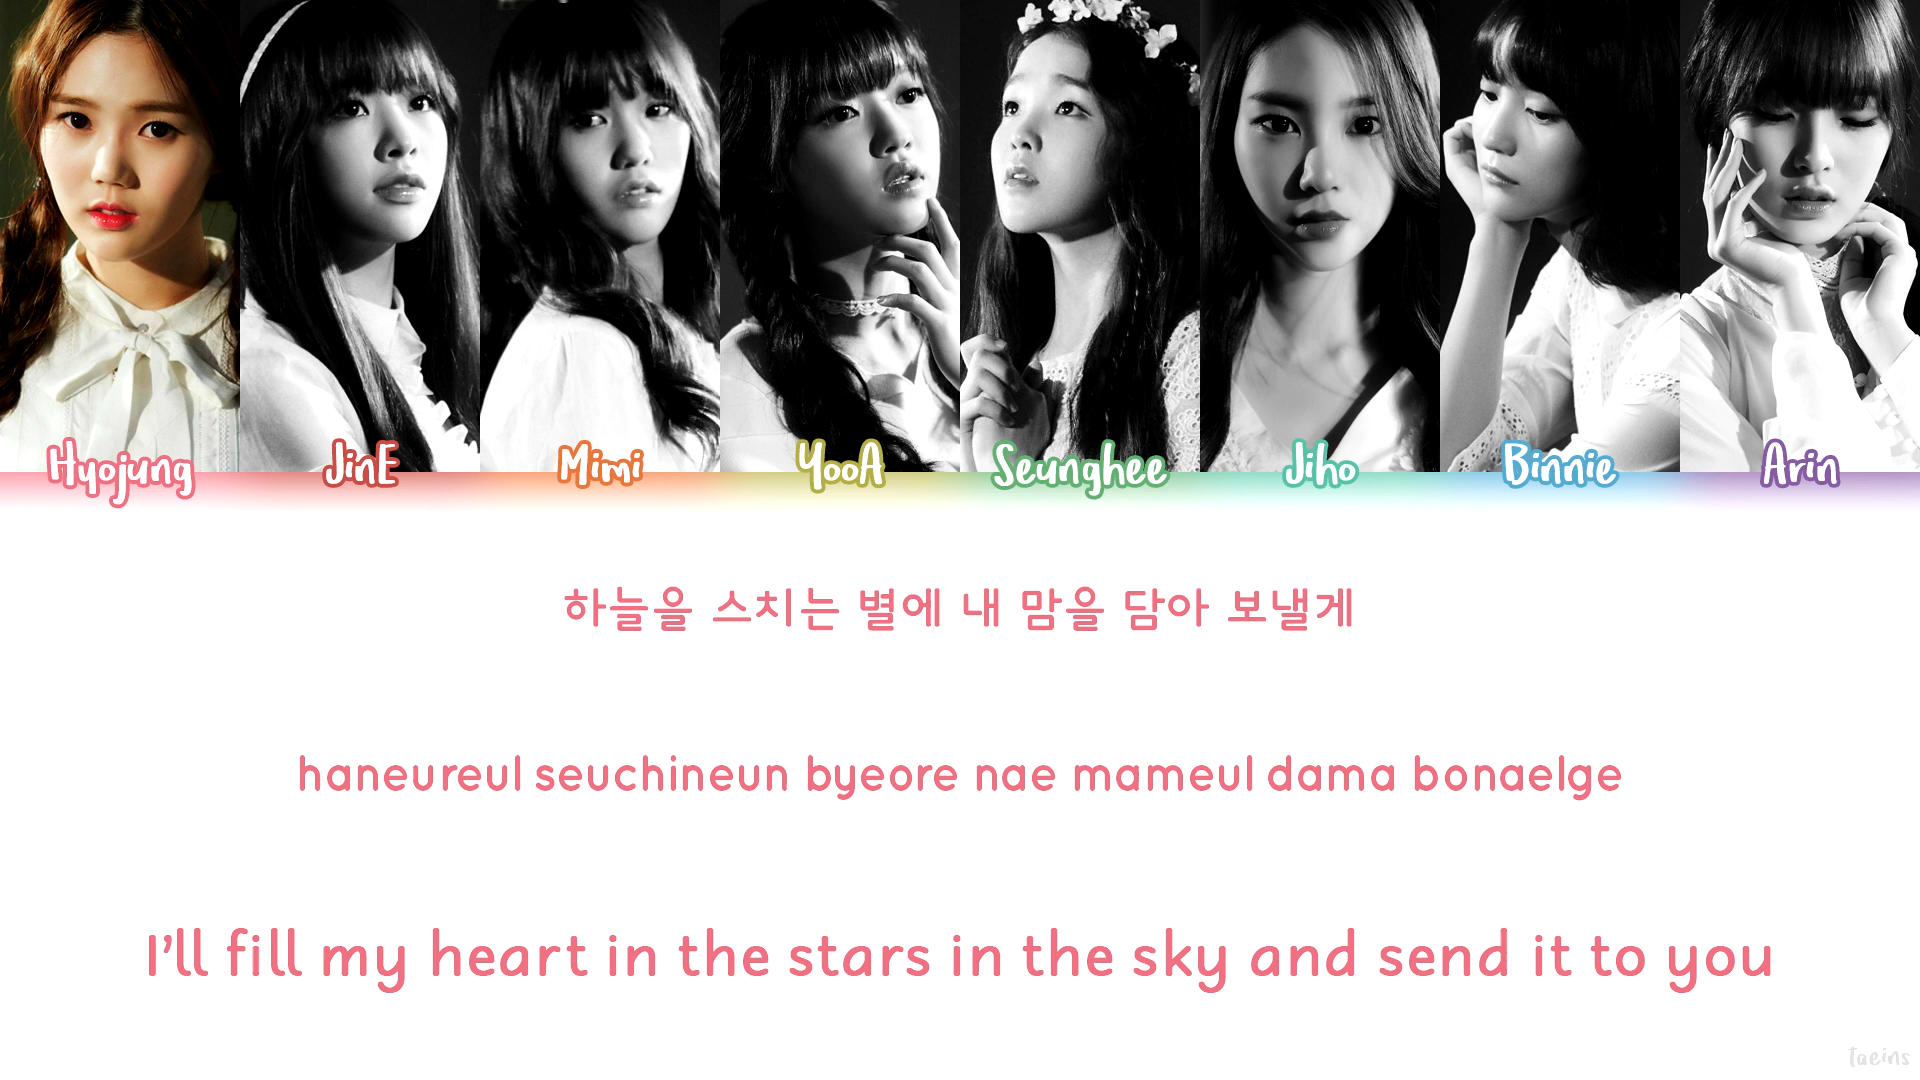 Hyojung JinE Mimi YooA Seunghee Jiho Binnie Arin
하늘을 스치는 별에 내 맘을 담아 보낼게
haneureul seuchineun byeore nae mameul dama bonaelge
I'll fill my heart in the stars in the sky and send it to you
taeins